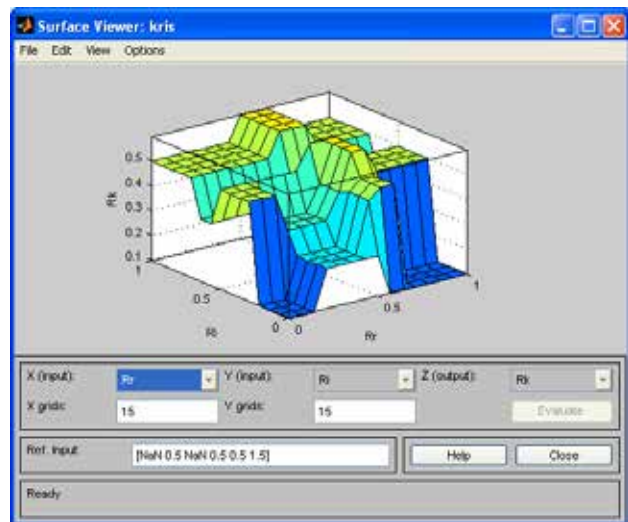 Surface Viewer: kris
File Edit View Options
0.5
0.4
0.3
0.2
0.1
1
0.5
0
0
0.5
1
Rk
Ri
Rr
X (input): Rr Y (input): Ri Z (output): Rk
X grids: 15 Y grids: 15 Evaluate
Ref. Input: [NaN 0.5 NaN 0.5 0.5 1.5] Help Close
Ready